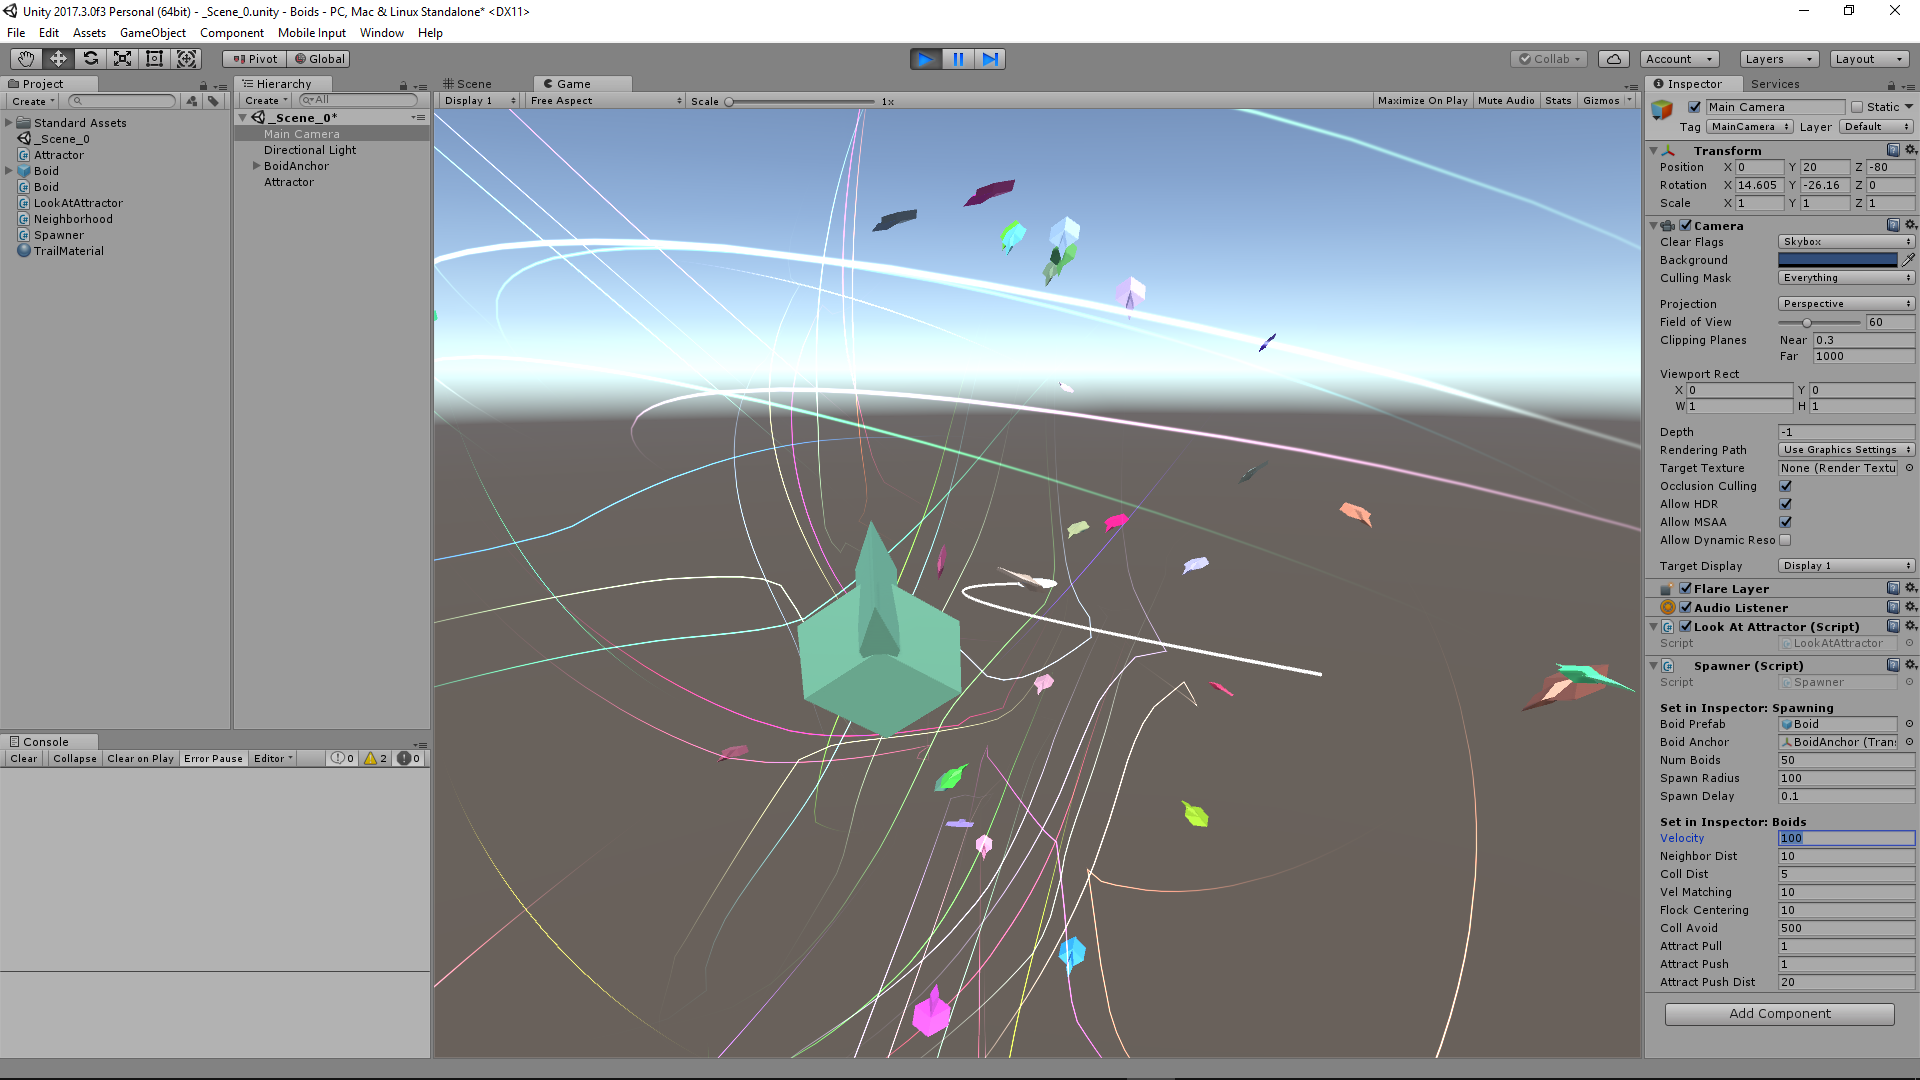 Unity 2017.3.0f3 Personal (64bit) - _Scene_0.unity - Boids - PC, Mac & Linux Standalone* <DX11>
File Edit Assets GameObject Component Mobile Input Window Help
Pivot Global Collab Account Layers Layout
Project
Create
Standard Assets
_Scene_0
Attractor
Boid
Boid
LookAtAttractor
Neighborhood
Spawner
TrailMaterial
Hierarchy
Create All
_Scene_0*
Main Camera
Directional Light
BoidAnchor
Attractor
Scene Game
Display 1 Free Aspect Scale 1x Maximize On Play Mute Audio Stats Gizmos
Console
Clear Collapse Clear on Play Error Pause Editor 0 2 0
Inspector Services
Main Camera Static
Tag MainCamera Layer Default
Transform
Position X 0 Y 20 Z -80
Rotation X 14.605 Y -26.16 Z 0
Scale X 1 Y 1 Z 1
Camera
Clear Flags Skybox
Background
Culling Mask Everything
Projection Perspective
Field of View 60
Clipping Planes Near 0.3
Far 1000
Viewport Rect
X 0 Y 0
W 1 H 1
Depth -1
Rendering Path Use Graphics Settings
Target Texture None (Render Textu
Occlusion Culling
Allow HDR
Allow MSAA
Allow Dynamic Reso
Target Display Display 1
Flare Layer
Audio Listener
Look At Attractor (Script)
Script LookAtAttractor
Spawner (Script)
Script Spawner
Set in Inspector: Spawning
Boid Prefab Boid
Boid Anchor BoidAnchor (Tran
Num Boids 50
Spawn Radius 100
Spawn Delay 0.1
Set in Inspector: Boids
Velocity 100
Neighbor Dist 10
Coll Dist 5
Vel Matching 10
Flock Centering 10
Coll Avoid 500
Attract Pull 1
Attract Push 1
Attract Push Dist 20
Add Component